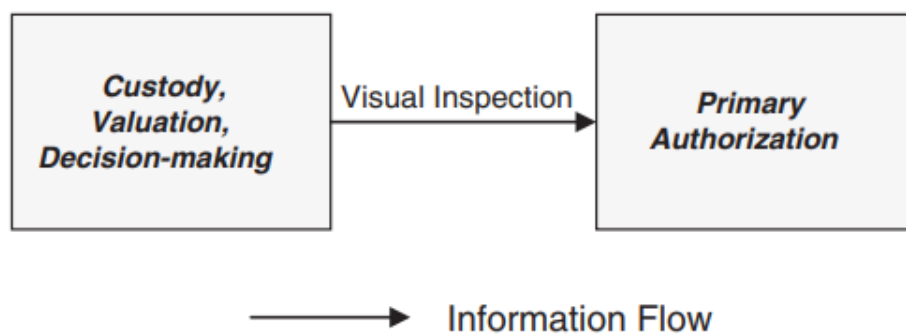 Custody,
Valuation,
Decision-making
Visual Inspection
Primary
Authorization
Information Flow